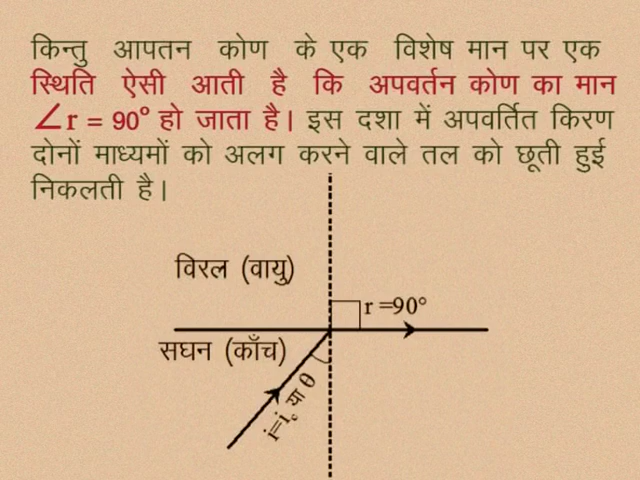 किन्तु आपतन कोण के एक विशेष मान पर एक
स्थिति ऐसी आती है कि अपवर्तन कोण का मान
∠r = 90° हो जाता है। इस दशा में अपवर्तित किरण
दोनों माध्यमों को अलग करने वाले तल को छूती हुई
निकलती है।
विरल (वायु)
r =90°
सघन (काँच)
i=i_c या θ